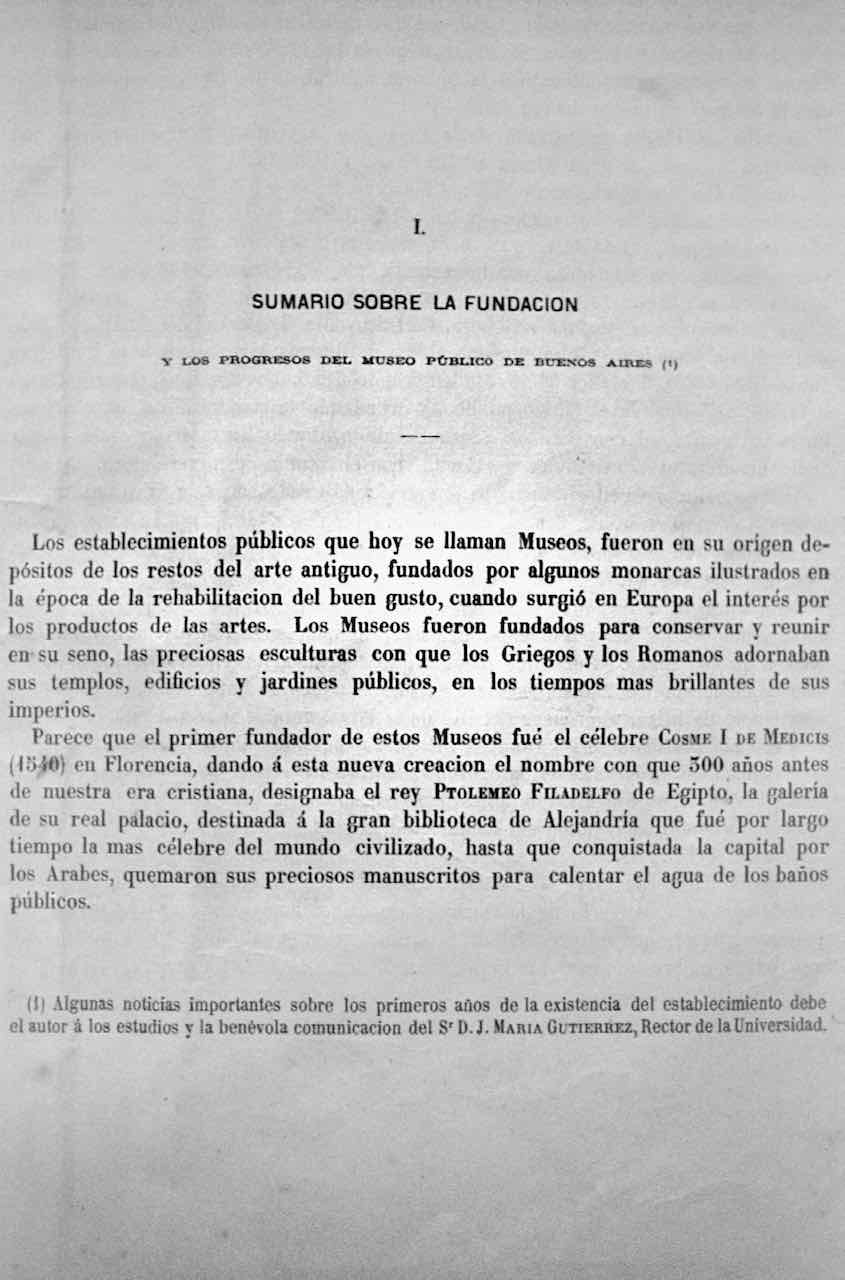 I.
SUMARIO SOBRE LA FUNDACION
Y LOS PROGRESOS DEL MUSEO PÚBLICO DE BUENOS AIRES (1)
Los establecimientos públicos que hoy se llaman Museos, fueron en su origen de-
pósitos de los restos del arte antiguo, fundados por algunos monarcas ilustrados en
la época de la rehabilitacion del buen gusto, cuando surgió en Europa el interés por
los productos de las artes. Los Museos fueron fundados para conservar y reunir
en su seno, las preciosas esculturas con que los Griegos y los Romanos adornaban
sus templos, edificios y jardines públicos, en los tiempos mas brillantes de sus
imperios.
Parece que el primer fundador de estos Museos fué el célebre COSME I DE MEDICIS
(1540) en Florencia, dando á esta nueva creacion el nombre con que 300 años antes
de nuestra era cristiana, designaba el rey PTOLEMEO FILADELFO de Egipto, la galería
de su real palacio, destinada á la gran biblioteca de Alejandría que fué por largo
tiempo la mas célebre del mundo civilizado, hasta que conquistada la capital por
los Arabes, quemaron sus preciosos manuscritos para calentar el agua de los baños
públicos.
(1) Algunas noticias importantes sobre los primeros años de la existencia del establecimiento debe
el autor á los estudios y la benévola comunicacion del Sr D. J. MARIA GUTIERREZ, Rector de la Universidad.